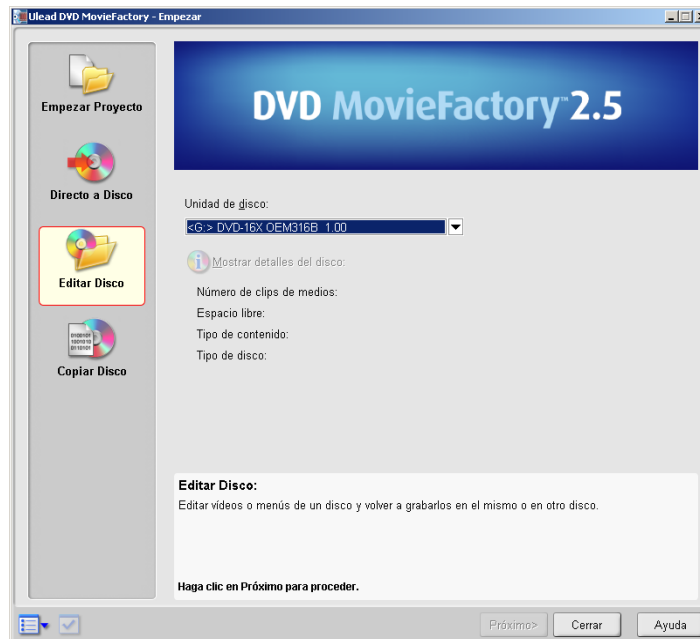 Ulead DVD MovieFactory - Empezar
DVD MovieFactory™2.5
Empezar Proyecto
Directo a Disco
Editar Disco
Copiar Disco
Unidad de disco:
<G:> DVD-16X OEM316B 1.00
Mostrar detalles del disco:
Número de clips de medios:
Espacio libre:
Tipo de contenido:
Tipo de disco:
Editar Disco:
Editar vídeos o menús de un disco y volver a grabarlos en el mismo o en otro disco.
Haga clic en Próximo para proceder.
Próximo> Cerrar Ayuda